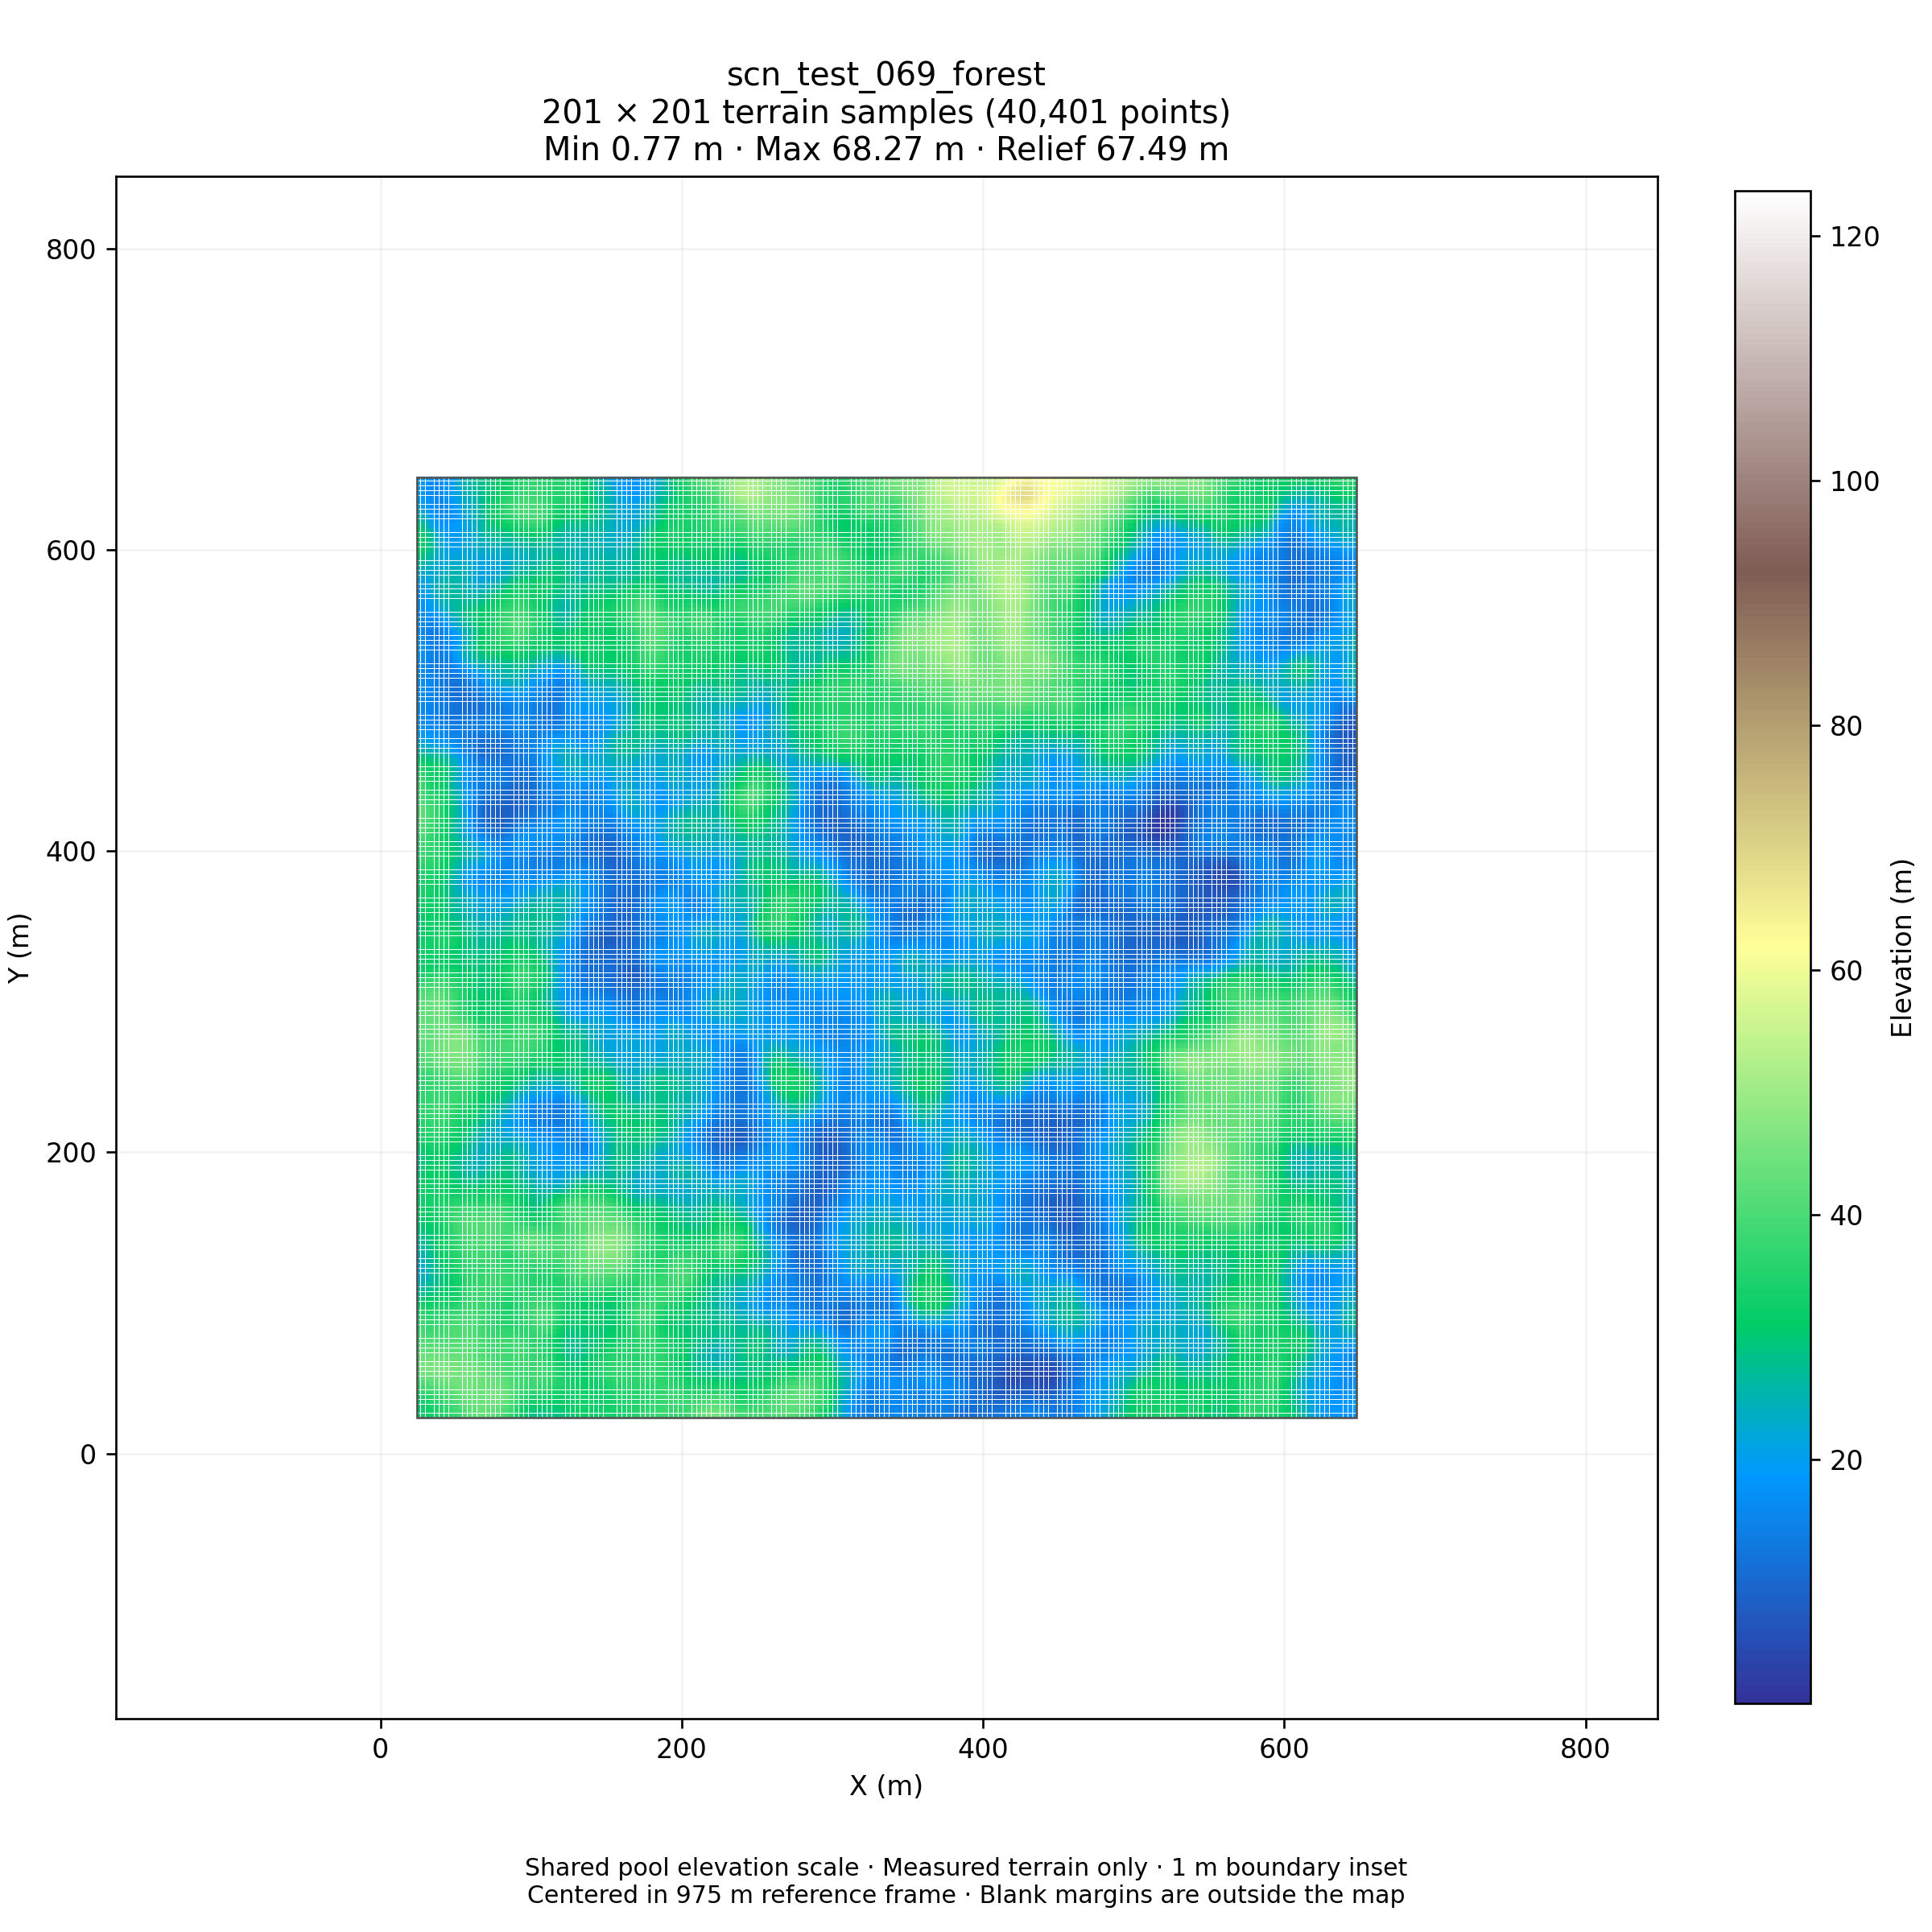 scn_test_069_forest
201 × 201 terrain samples (40,401 points)
Min 0.77 m · Max 68.27 m · Relief 67.49 m
800
600
400
200
0
Y (m)
0
200
400
600
800
X (m)
120
100
80
60
40
20
Elevation (m)
Shared pool elevation scale · Measured terrain only · 1 m boundary inset
Centered in 975 m reference frame · Blank margins are outside the map